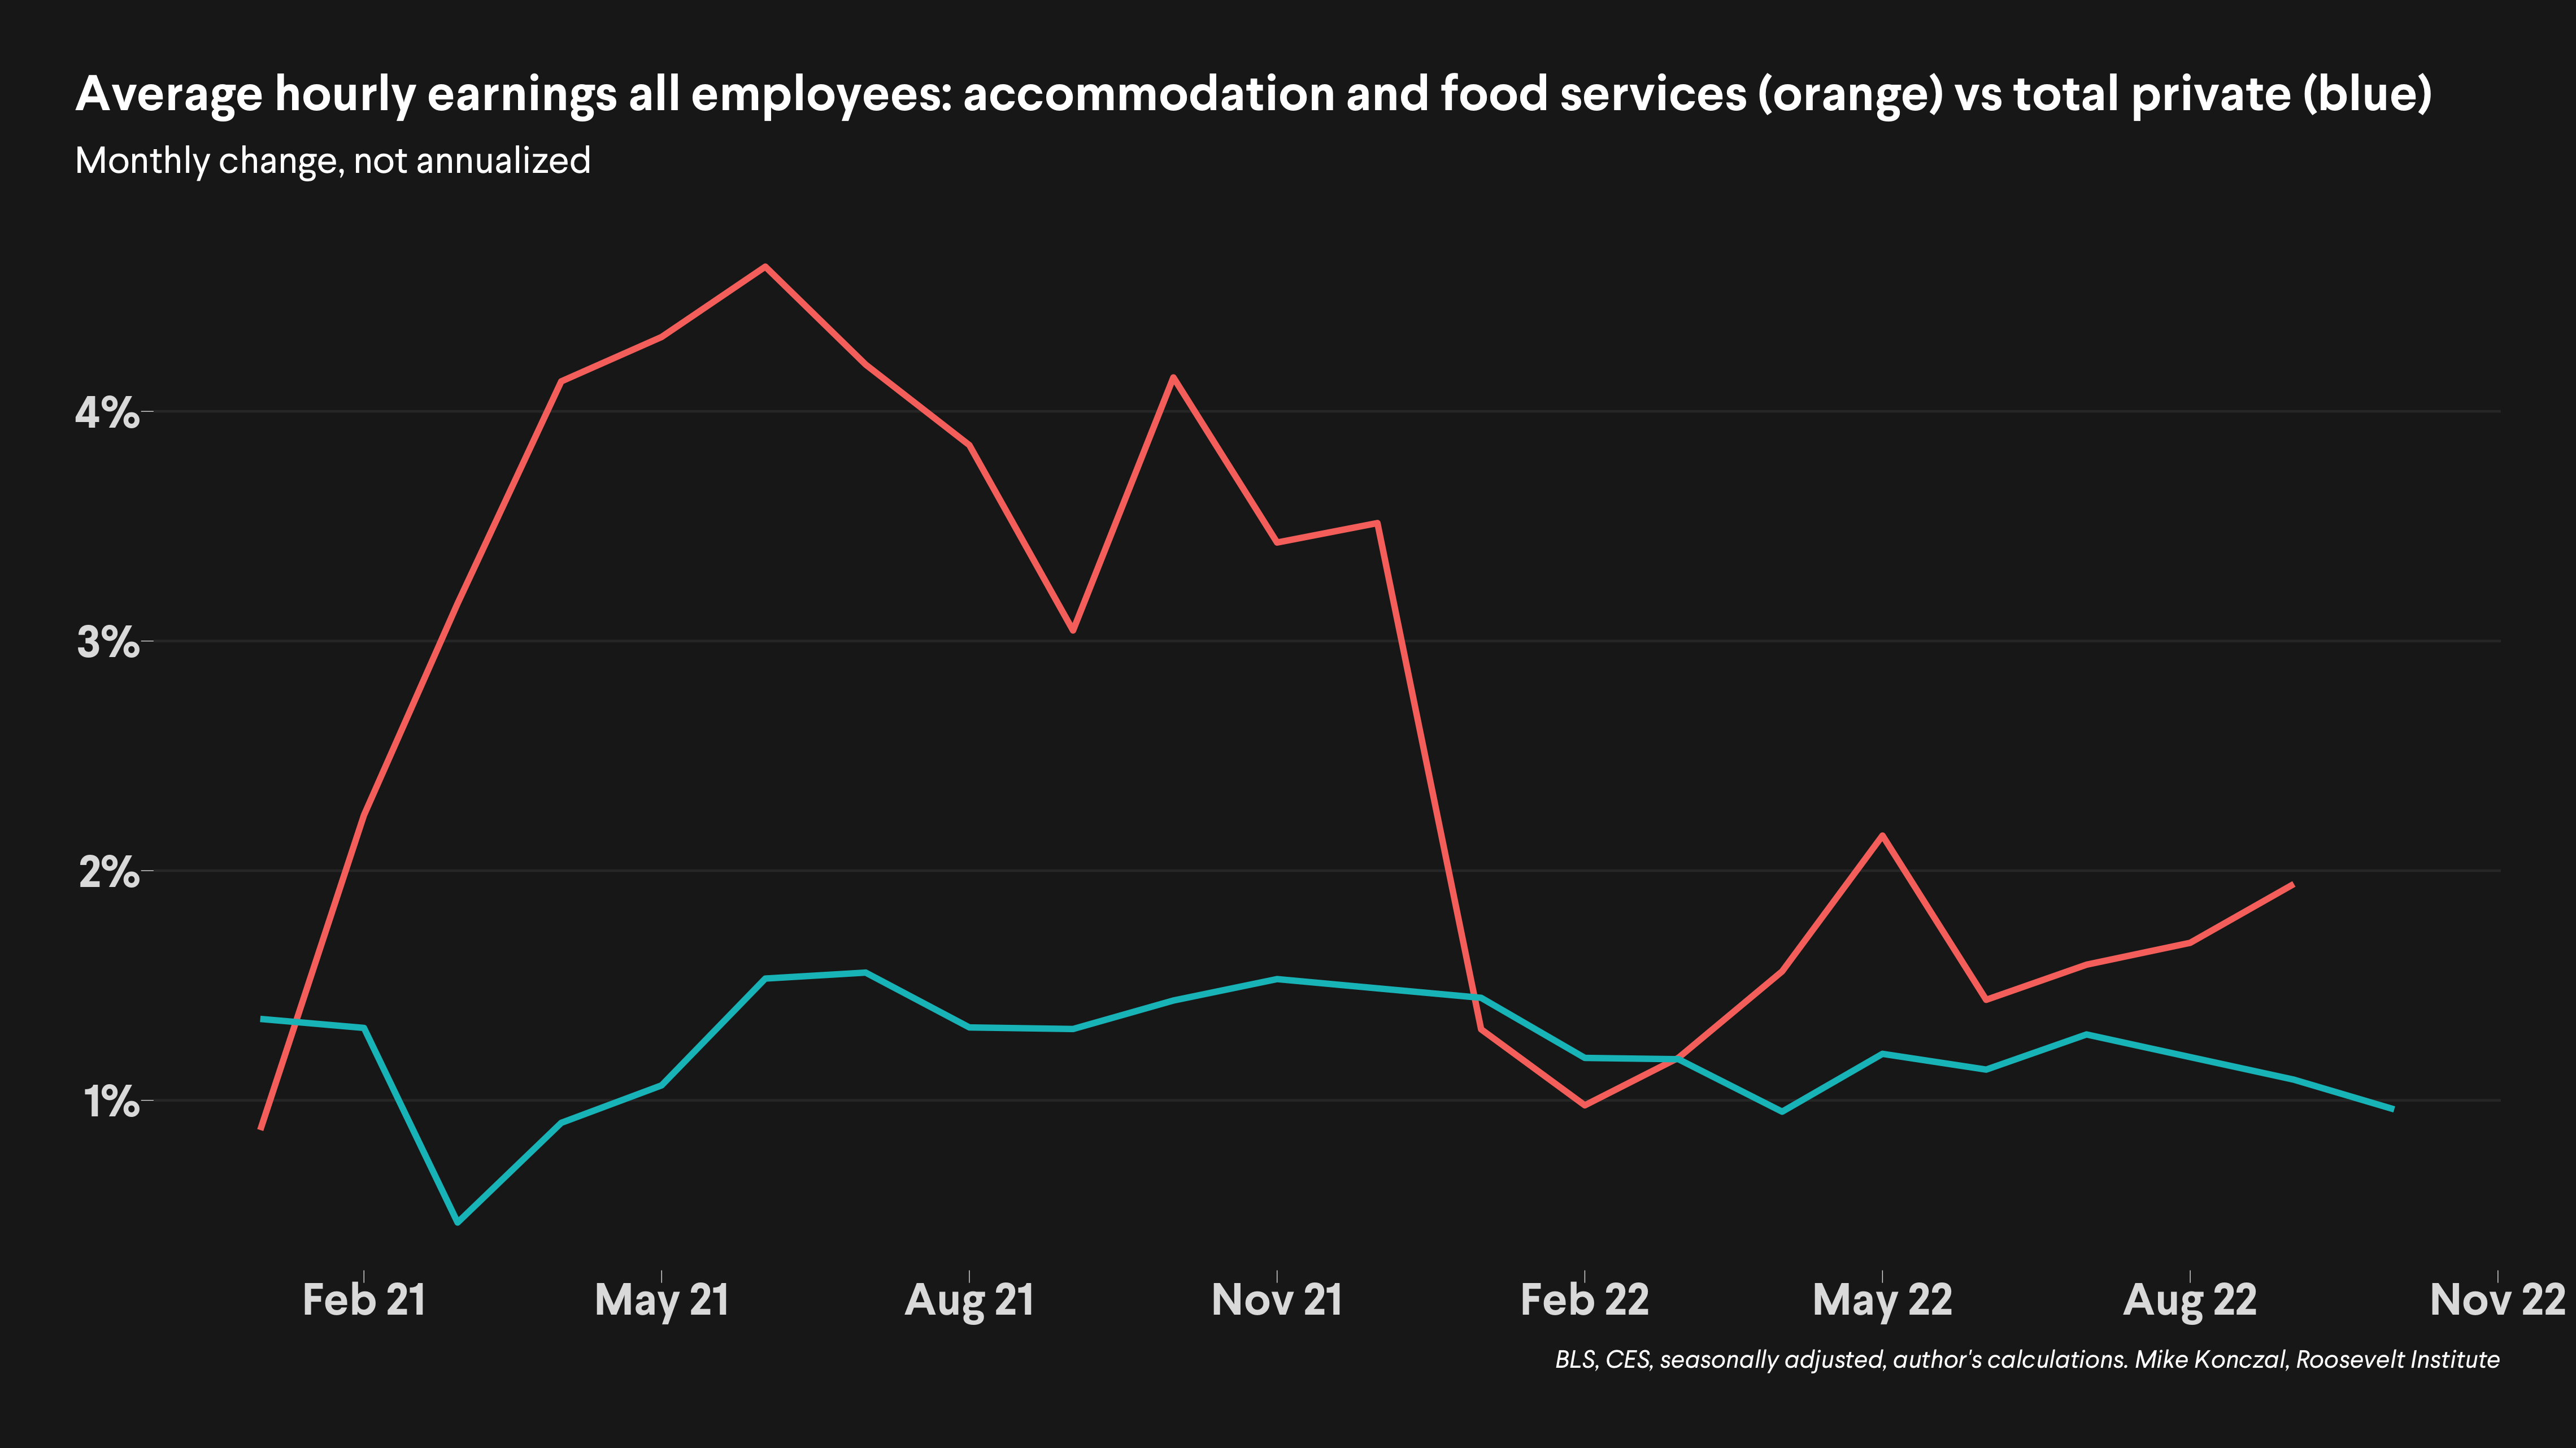 Average hourly earnings all employees: accommodation and food services (orange) vs total private (blue)
Monthly change, not annualized
4%
3%
2%
1%
Feb 21 May 21 Aug 21 Nov 21 Feb 22 May 22 Aug 22 Nov 22
BLS, CES, seasonally adjusted, author's calculations. Mike Konczal, Roosevelt Institute